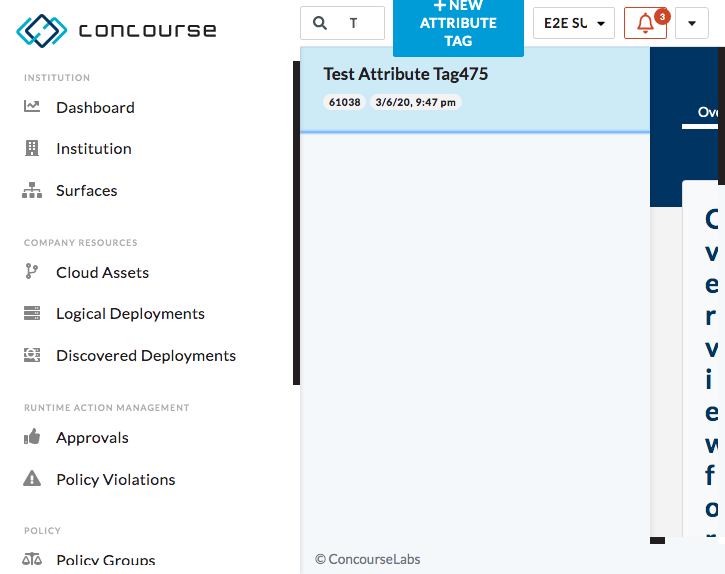 concourse
INSTITUTION
Dashboard
Institution
Surfaces
COMPANY RESOURCES
Cloud Assets
Logical Deployments
Discovered Deployments
RUNTIME ACTION MANAGEMENT
Approvals
Policy Violations
POLICY
Policy Groups
T
+ NEW
ATTRIBUTE
TAG
E2E SU
3
Test Attribute Tag475
61038 3/6/20, 9:47 pm
Ove
O
v
e
r
v
i
e
w
f
o
r
© ConcourseLabs